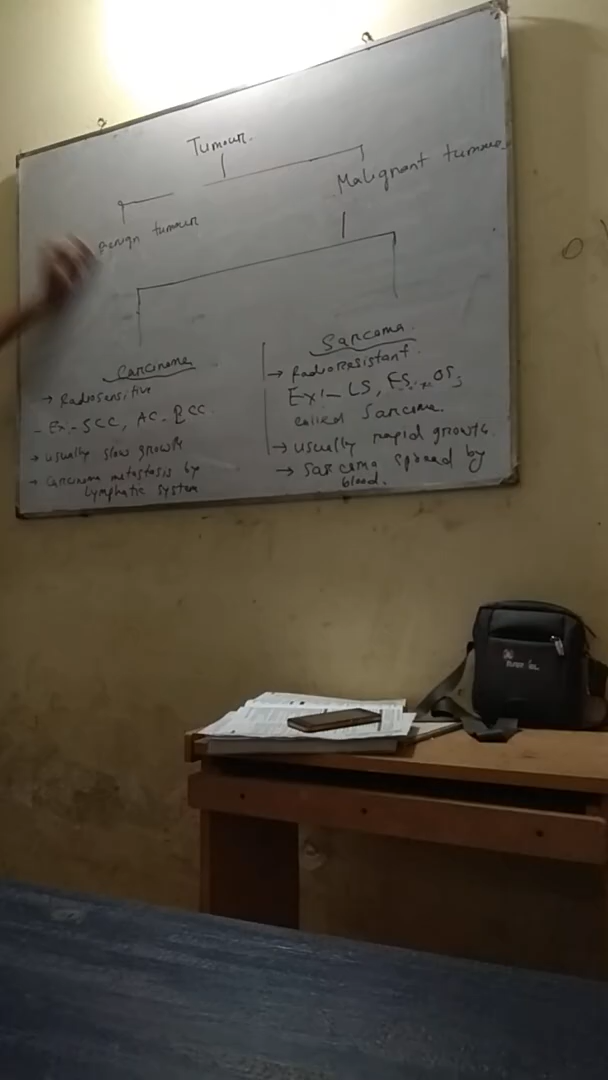 Tumour.
Benign tumour
Malignant tumour
Carcinoma
→ Radiosensitive
- Ex:- SCC, AC, RCC.
→ usually slow growth
→ Carcinoma metastasis by
Lymphatic system
Sarcoma
→ Radioresistant.
Ex:- LS, FS, OS,
called Sarcoma.
→ usually rapid growth.
→ Sarcoma spread by
blood.